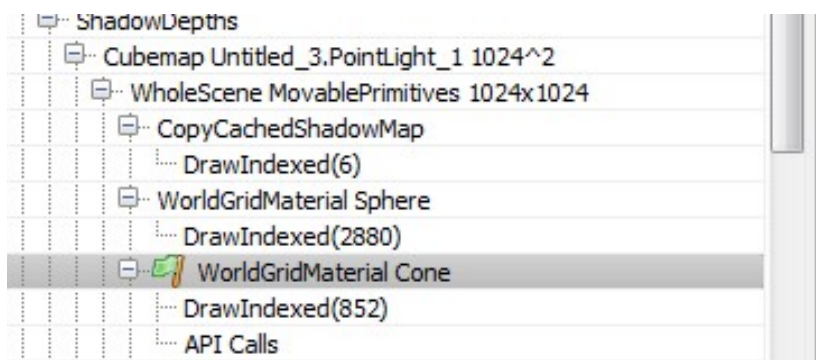 ShadowDepths
Cubemap Untitled_3.PointLight_1 1024^2
WholeScene MovablePrimitives 1024x1024
CopyCachedShadowMap
DrawIndexed(6)
WorldGridMaterial Sphere
DrawIndexed(2880)
WorldGridMaterial Cone
DrawIndexed(852)
API Calls